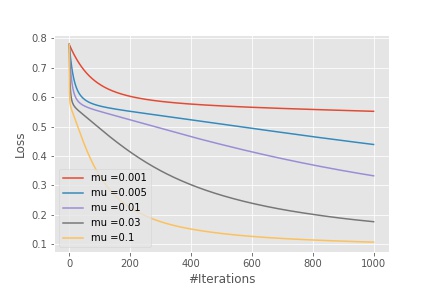 0.8
0.7
0.6
0.5
0.4
0.3
0.2
0.1
Loss
mu =0.001
mu =0.005
mu =0.01
mu =0.03
mu =0.1
0 200 400 600 800 1000
#Iterations